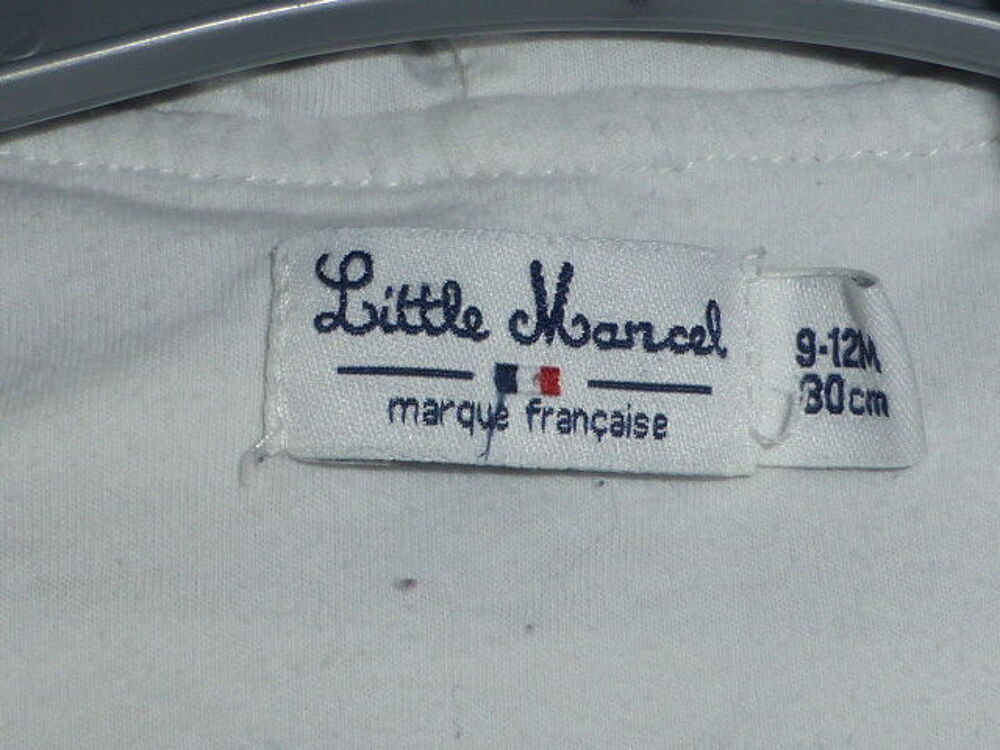 Little Marcel
marque française
9-12M
80cm